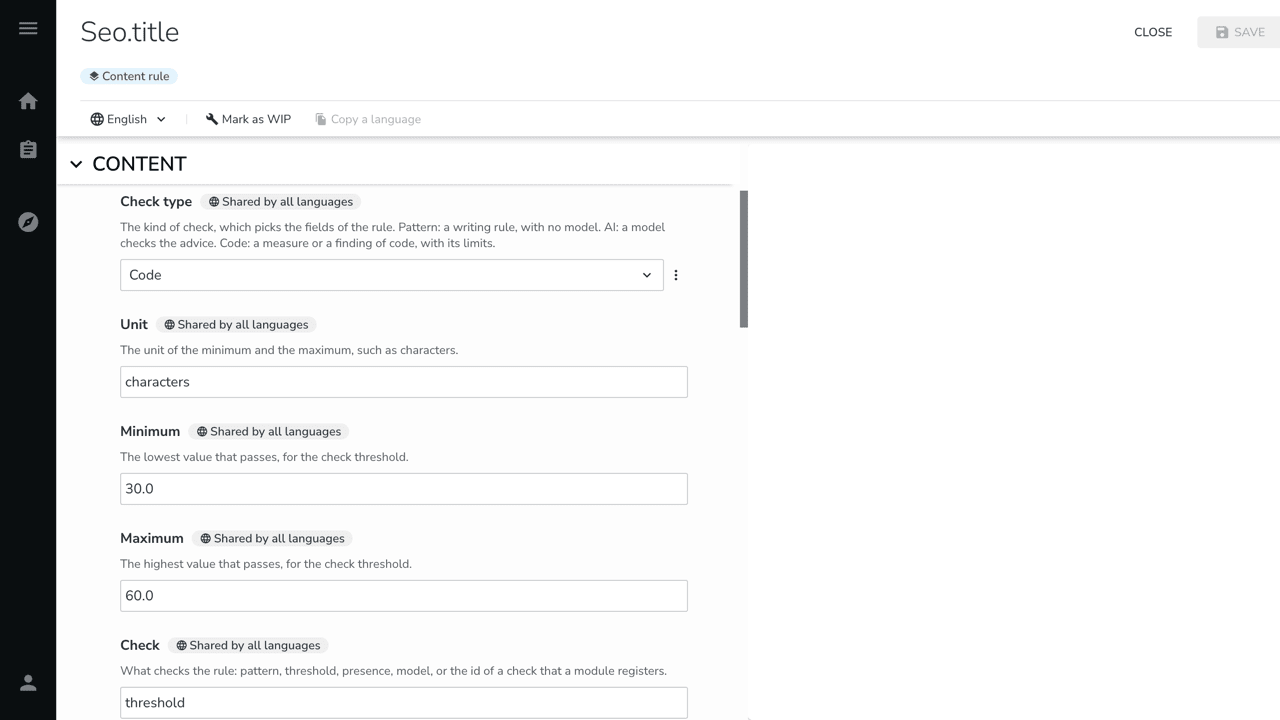 Seo.title
CLOSE
SAVE
Content rule
English
Mark as WIP
Copy a language
CONTENT
Check type
Shared by all languages
The kind of check, which picks the fields of the rule. Pattern: a writing rule, with no model. AI: a model
checks the advice. Code: a measure or a finding of code, with its limits.
Code
Unit
Shared by all languages
The unit of the minimum and the maximum, such as characters.
characters
Minimum
Shared by all languages
The lowest value that passes, for the check threshold.
30.0
Maximum
Shared by all languages
The highest value that passes, for the check threshold.
60.0
Check
Shared by all languages
What checks the rule: pattern, threshold, presence, model, or the id of a check that a module registers.
threshold